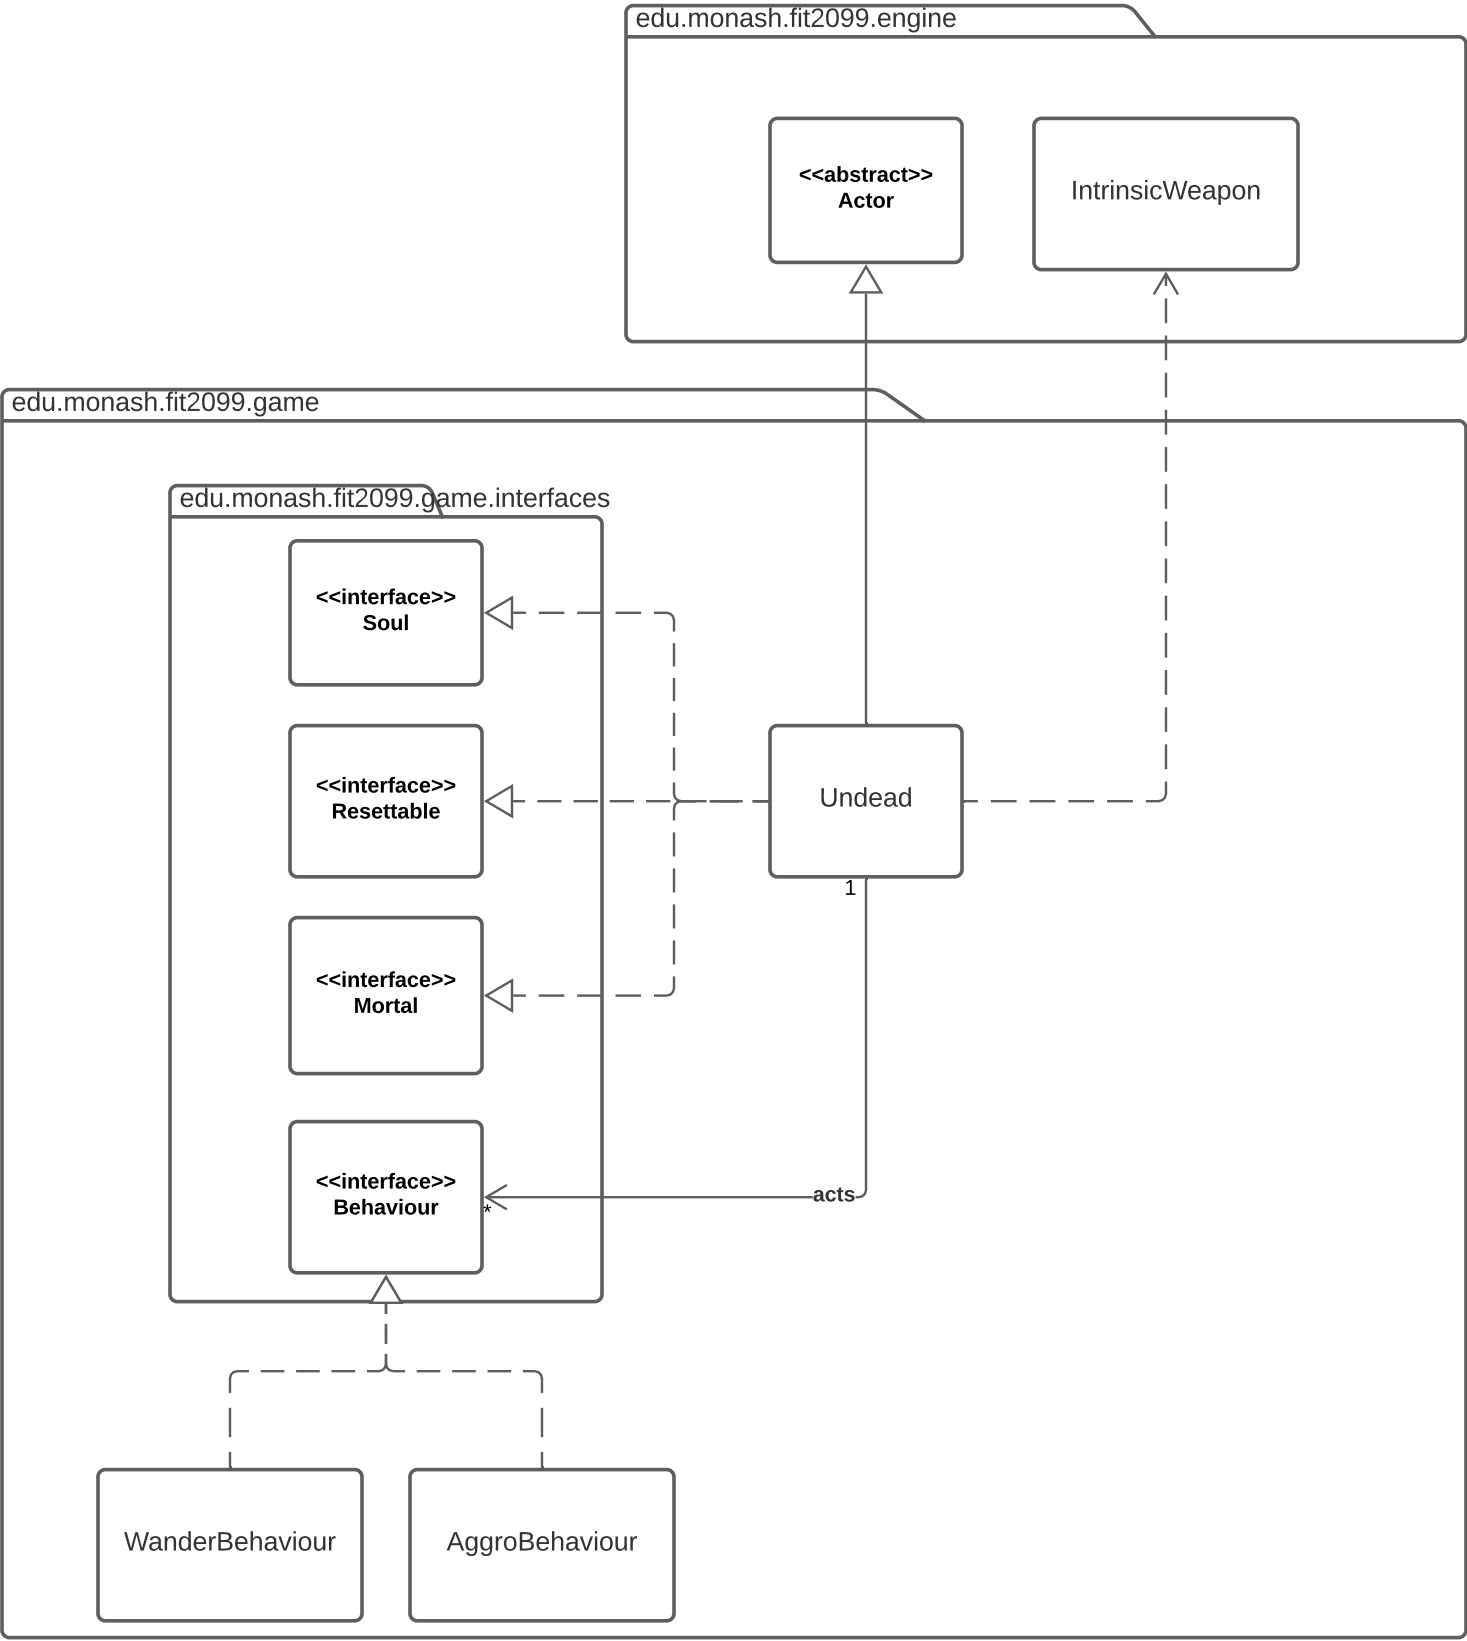 edu.monash.fit2099.engine
<<abstract>>
Actor
IntrinsicWeapon
edu.monash.fit2099.game
edu.monash.fit2099.game.interfaces
<<interface>>
Soul
<<interface>>
Resettable
Undead
1
<<interface>>
Mortal
<<interface>>
Behaviour
acts
*
WanderBehaviour
AggroBehaviour